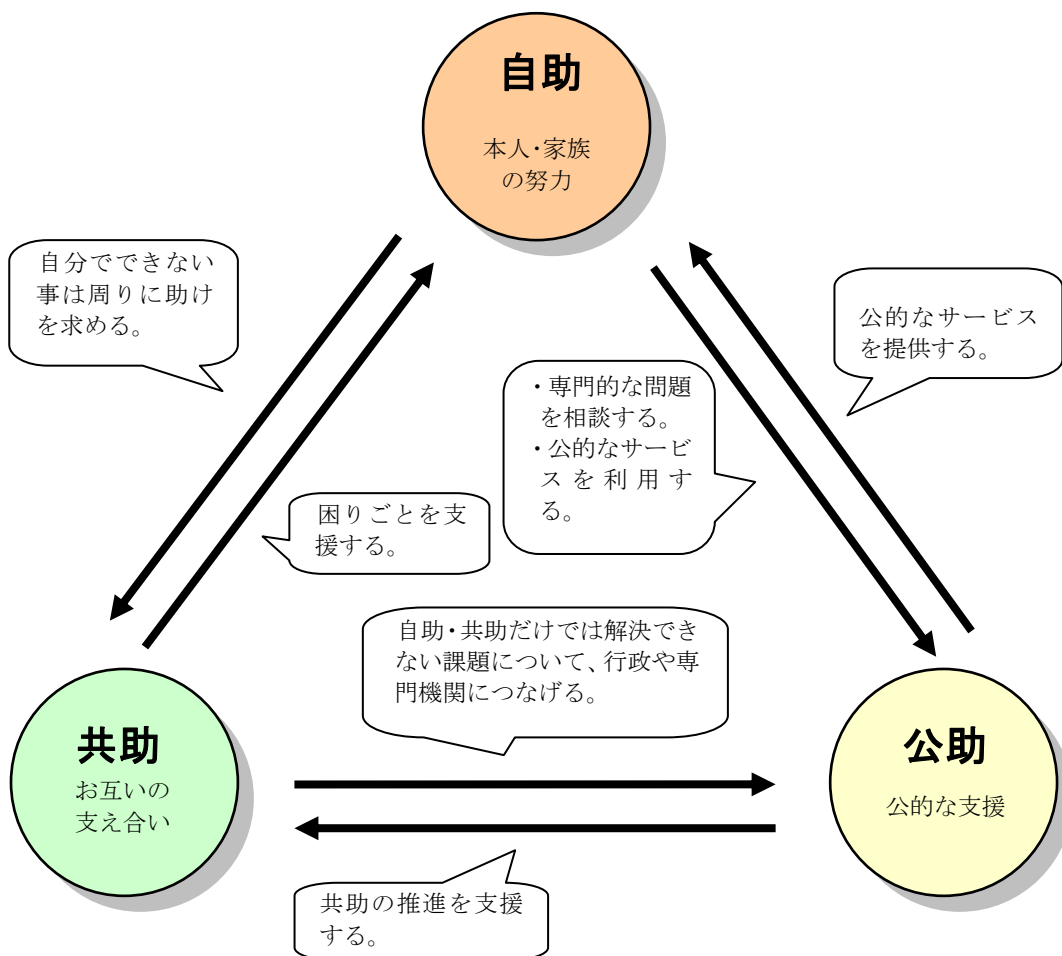 自助
本人・家族
の努力
自分でできない
事は周りに助け
を求める。
公的なサービス
を提供する。
・専門的な問題
を相談する。
・公的なサービ
スを利用す
る。
困りごとを支
援する。
自助・共助だけでは解決でき
ない課題について、行政や専
門機関につなげる。
共助
お互いの
支え合い
公助
公的な支援
共助の推進を支援
する。